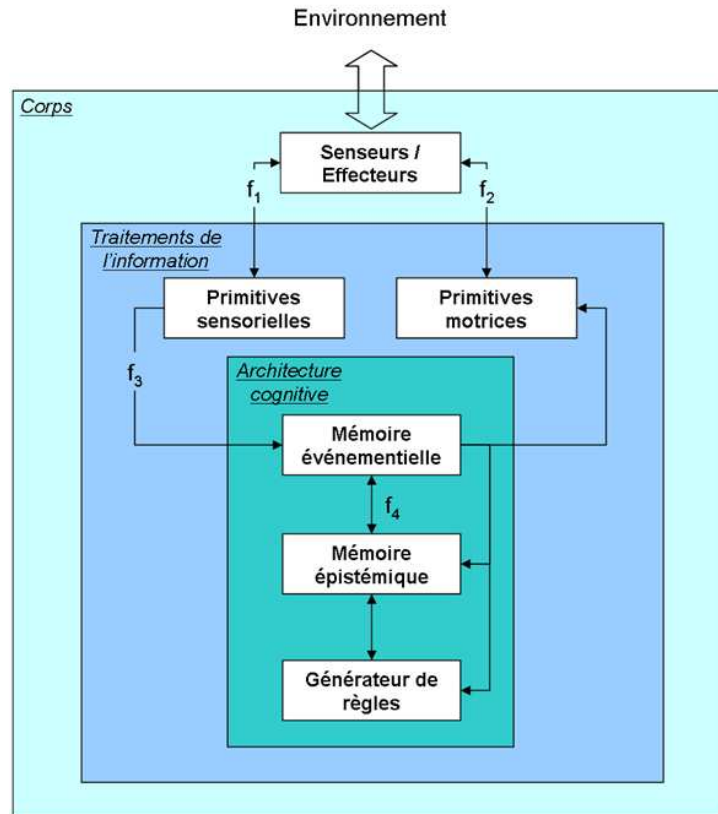 Environnement
Corps
Senseurs /
Effecteurs
f1
f2
Traitements de
l'information
Primitives
sensorielles
Primitives
motrices
f3
Architecture
cognitive
Mémoire
événementielle
f4
Mémoire
épistémique
Générateur de
règles